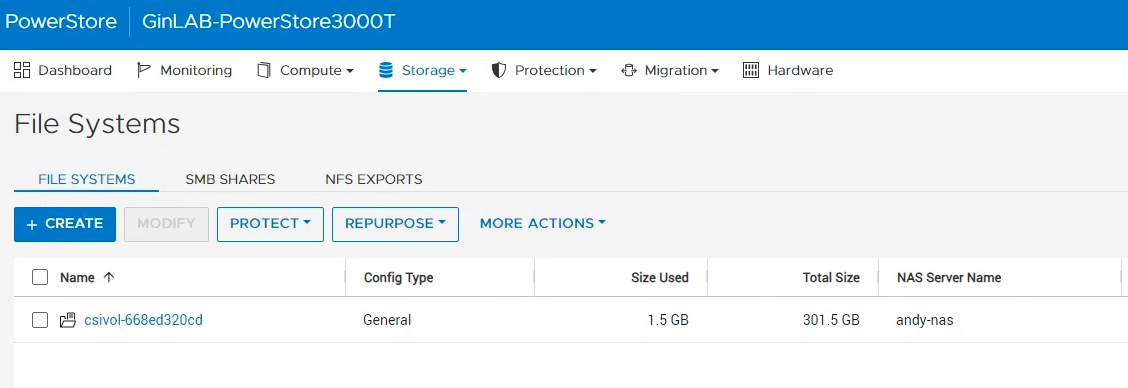 PowerStore GinLAB-PowerStore3000T
Dashboard Monitoring Compute Storage Protection Migration Hardware
File Systems
FILE SYSTEMS SMB SHARES NFS EXPORTS
+ CREATE MODIFY PROTECT REPURPOSE MORE ACTIONS
Name ↑ Config Type Size Used Total Size NAS Server Name
csivol-668ed320cd General 1.5 GB 301.5 GB andy-nas